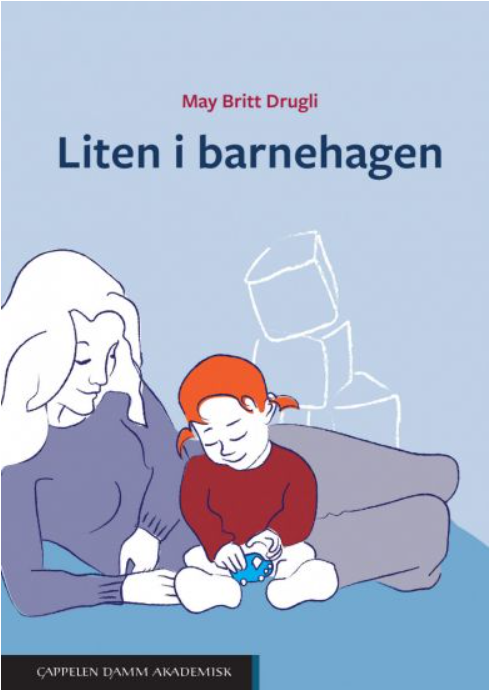 May Britt Drugli
Liten i barnehagen
CAPPELEN DAMM AKADEMISK